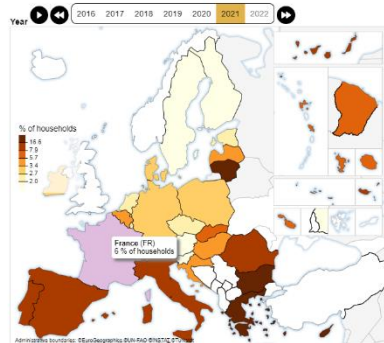 Year
2016 2017 2018 2019 2020 2021 2022
% of households
16.6
7.9
5.7
3.4
2.7
2.0
France (FR)
6 % of households
Administrative boundaries: ©EuroGeographics ©UN-FAO ©INSTAT ©Turkstat